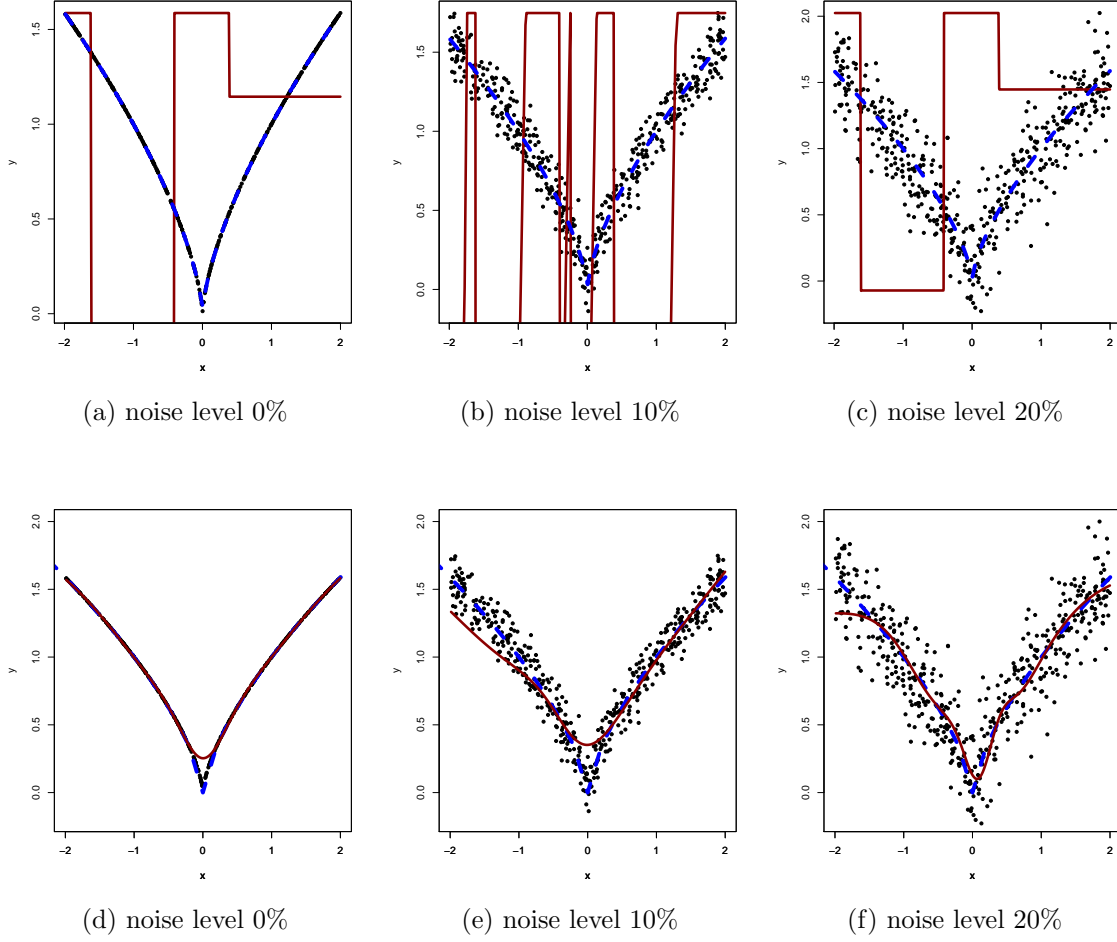 1.5
1.0
0.5
0.0
y
−2 −1 0 1 2
x
(a) noise level 0%
1.5
1.0
0.5
0.0
y
−2 −1 0 1 2
x
(b) noise level 10%
2.0
1.5
1.0
0.5
0.0
y
−2 −1 0 1 2
x
(c) noise level 20%
2.0
1.5
1.0
0.5
0.0
y
−2 −1 0 1 2
x
(d) noise level 0%
2.0
1.5
1.0
0.5
0.0
y
−2 −1 0 1 2
x
(e) noise level 10%
2.0
1.5
1.0
0.5
0.0
y
−2 −1 0 1 2
x
(f) noise level 20%